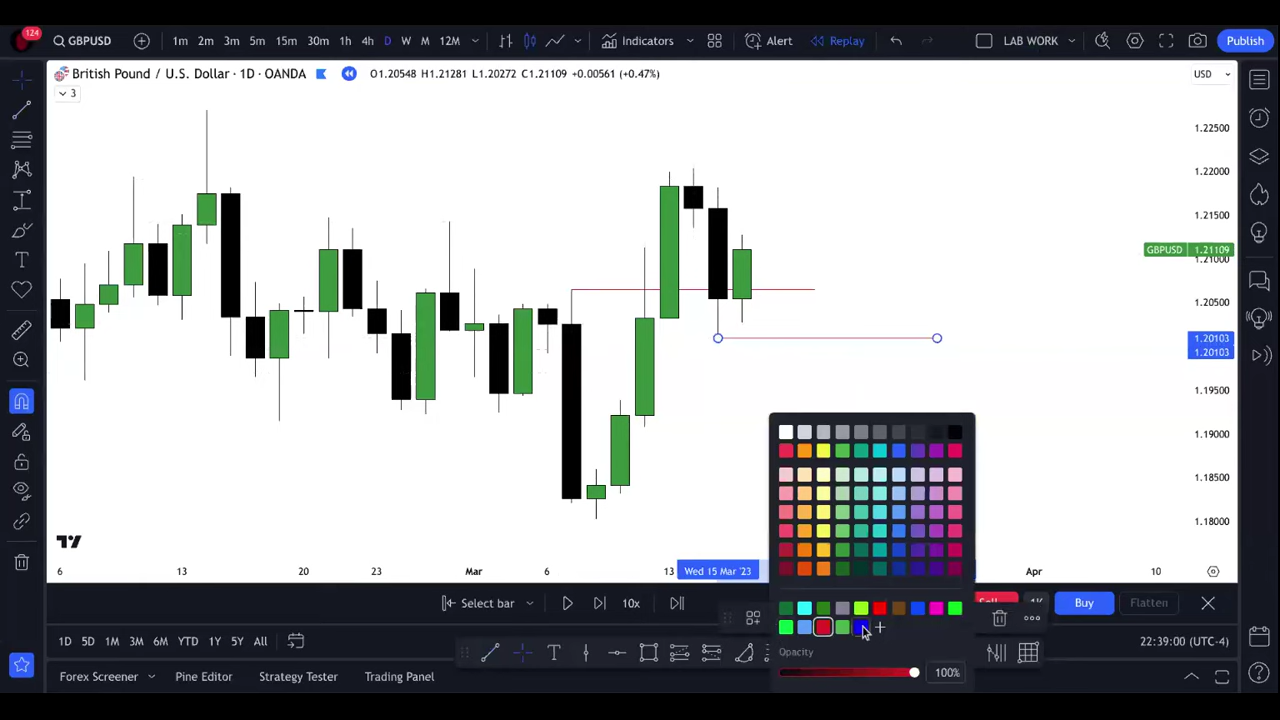 124
GBPUSD
1m 2m 3m 5m 15m 30m 1h 4h D W M 12M
Indicators
Alert
Replay
LAB WORK
Publish
British Pound / U.S. Dollar · 1D · OANDA
O1.20548 H1.21281 L1.20272 C1.21109 +0.00561 (+0.47%)
USD
3
1.22500
1.22000
1.21500
GBPUSD 1.21109
1.21000
1.20500
1.20103
1.20103
1.19500
1.19000
1.18500
1.18000
6 13 20 23 Mar 6 13 Wed 15 Mar '23 Apr 10
Select bar
10x
Sell
1K
Buy
Flatten
1D 5D 1M 3M 6M YTD 1Y 5Y All
22:39:00 (UTC-4)
Opacity
100%
Forex Screener Pine Editor Strategy Tester Trading Panel